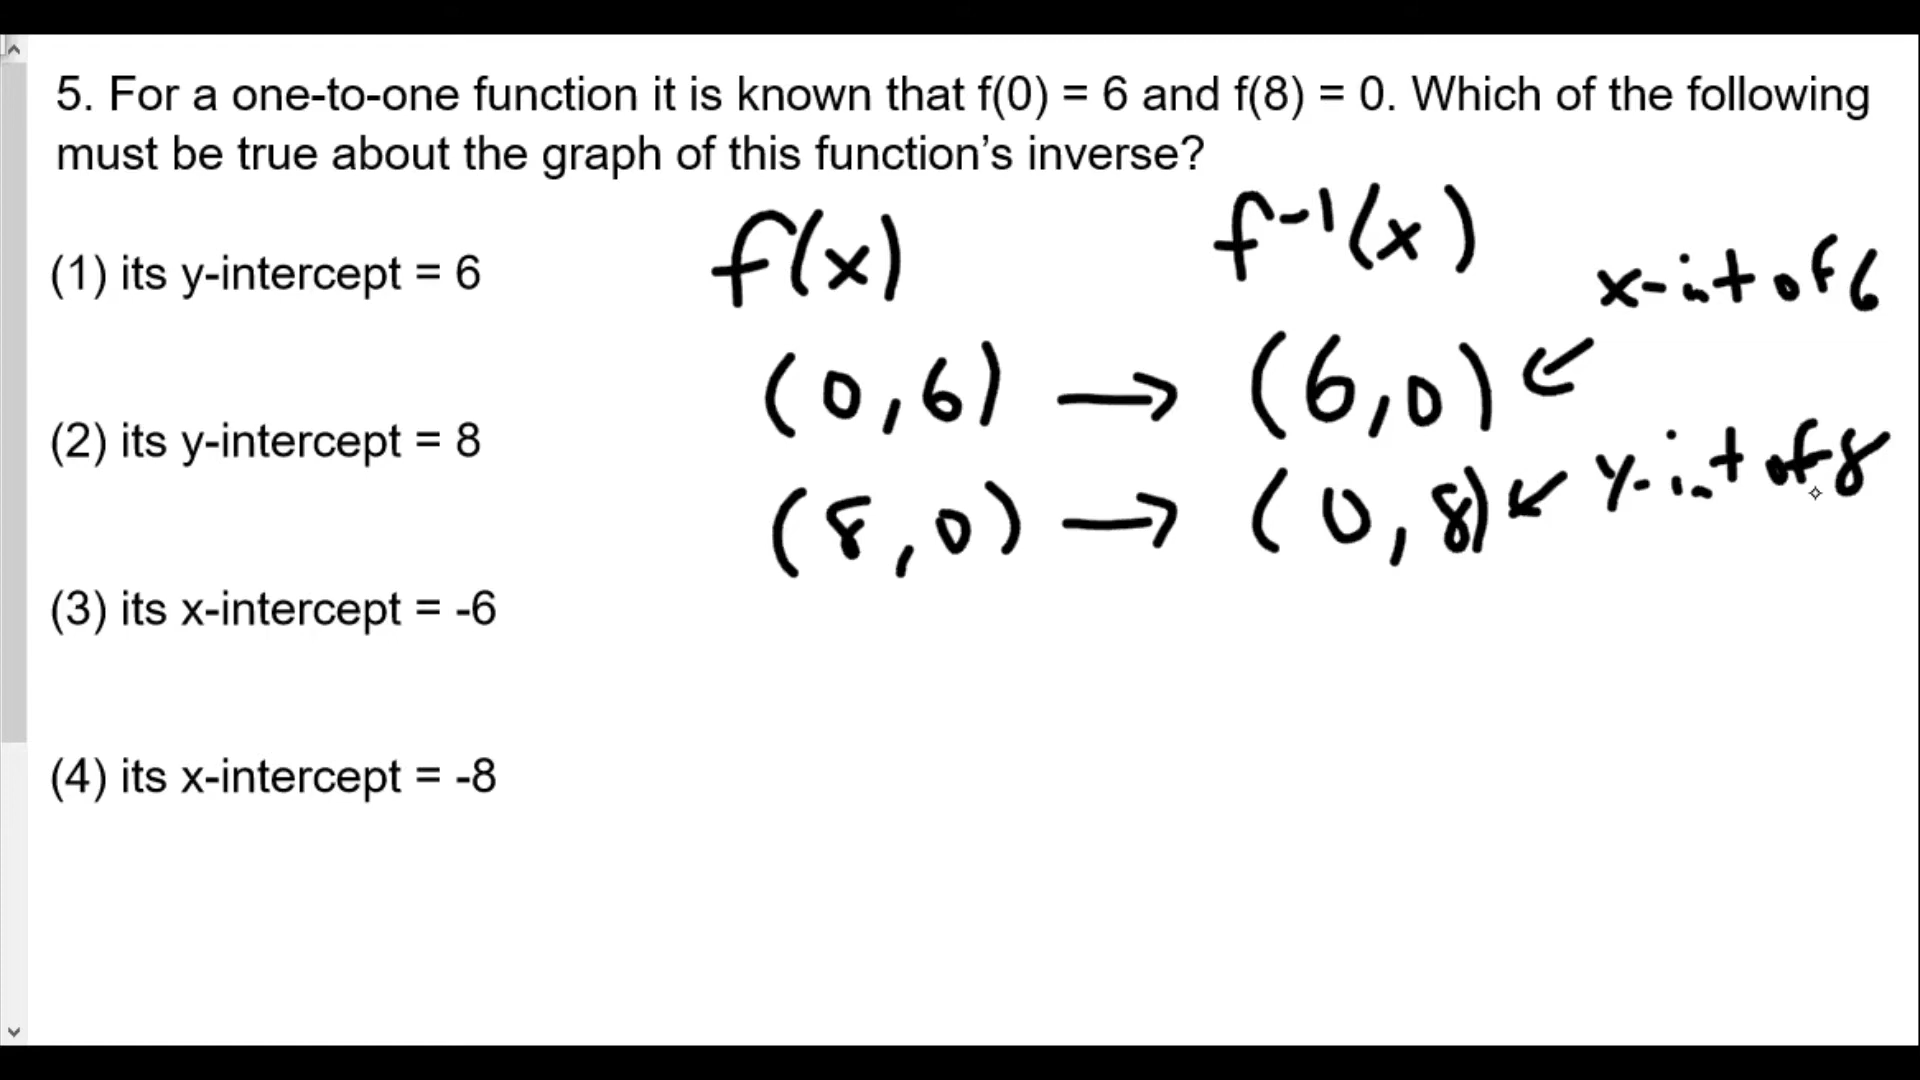 5. For a one-to-one function it is known that f(0) = 6 and f(8) = 0. Which of the following
must be true about the graph of this function’s inverse?
f(x)
f⁻¹(x)
(1) its y-intercept = 6
x-int of 6
(0,6) → (6,0) ↙
(2) its y-intercept = 8
y-int of 8
(8,0) → (0,8) ↙
(3) its x-intercept = -6
(4) its x-intercept = -8